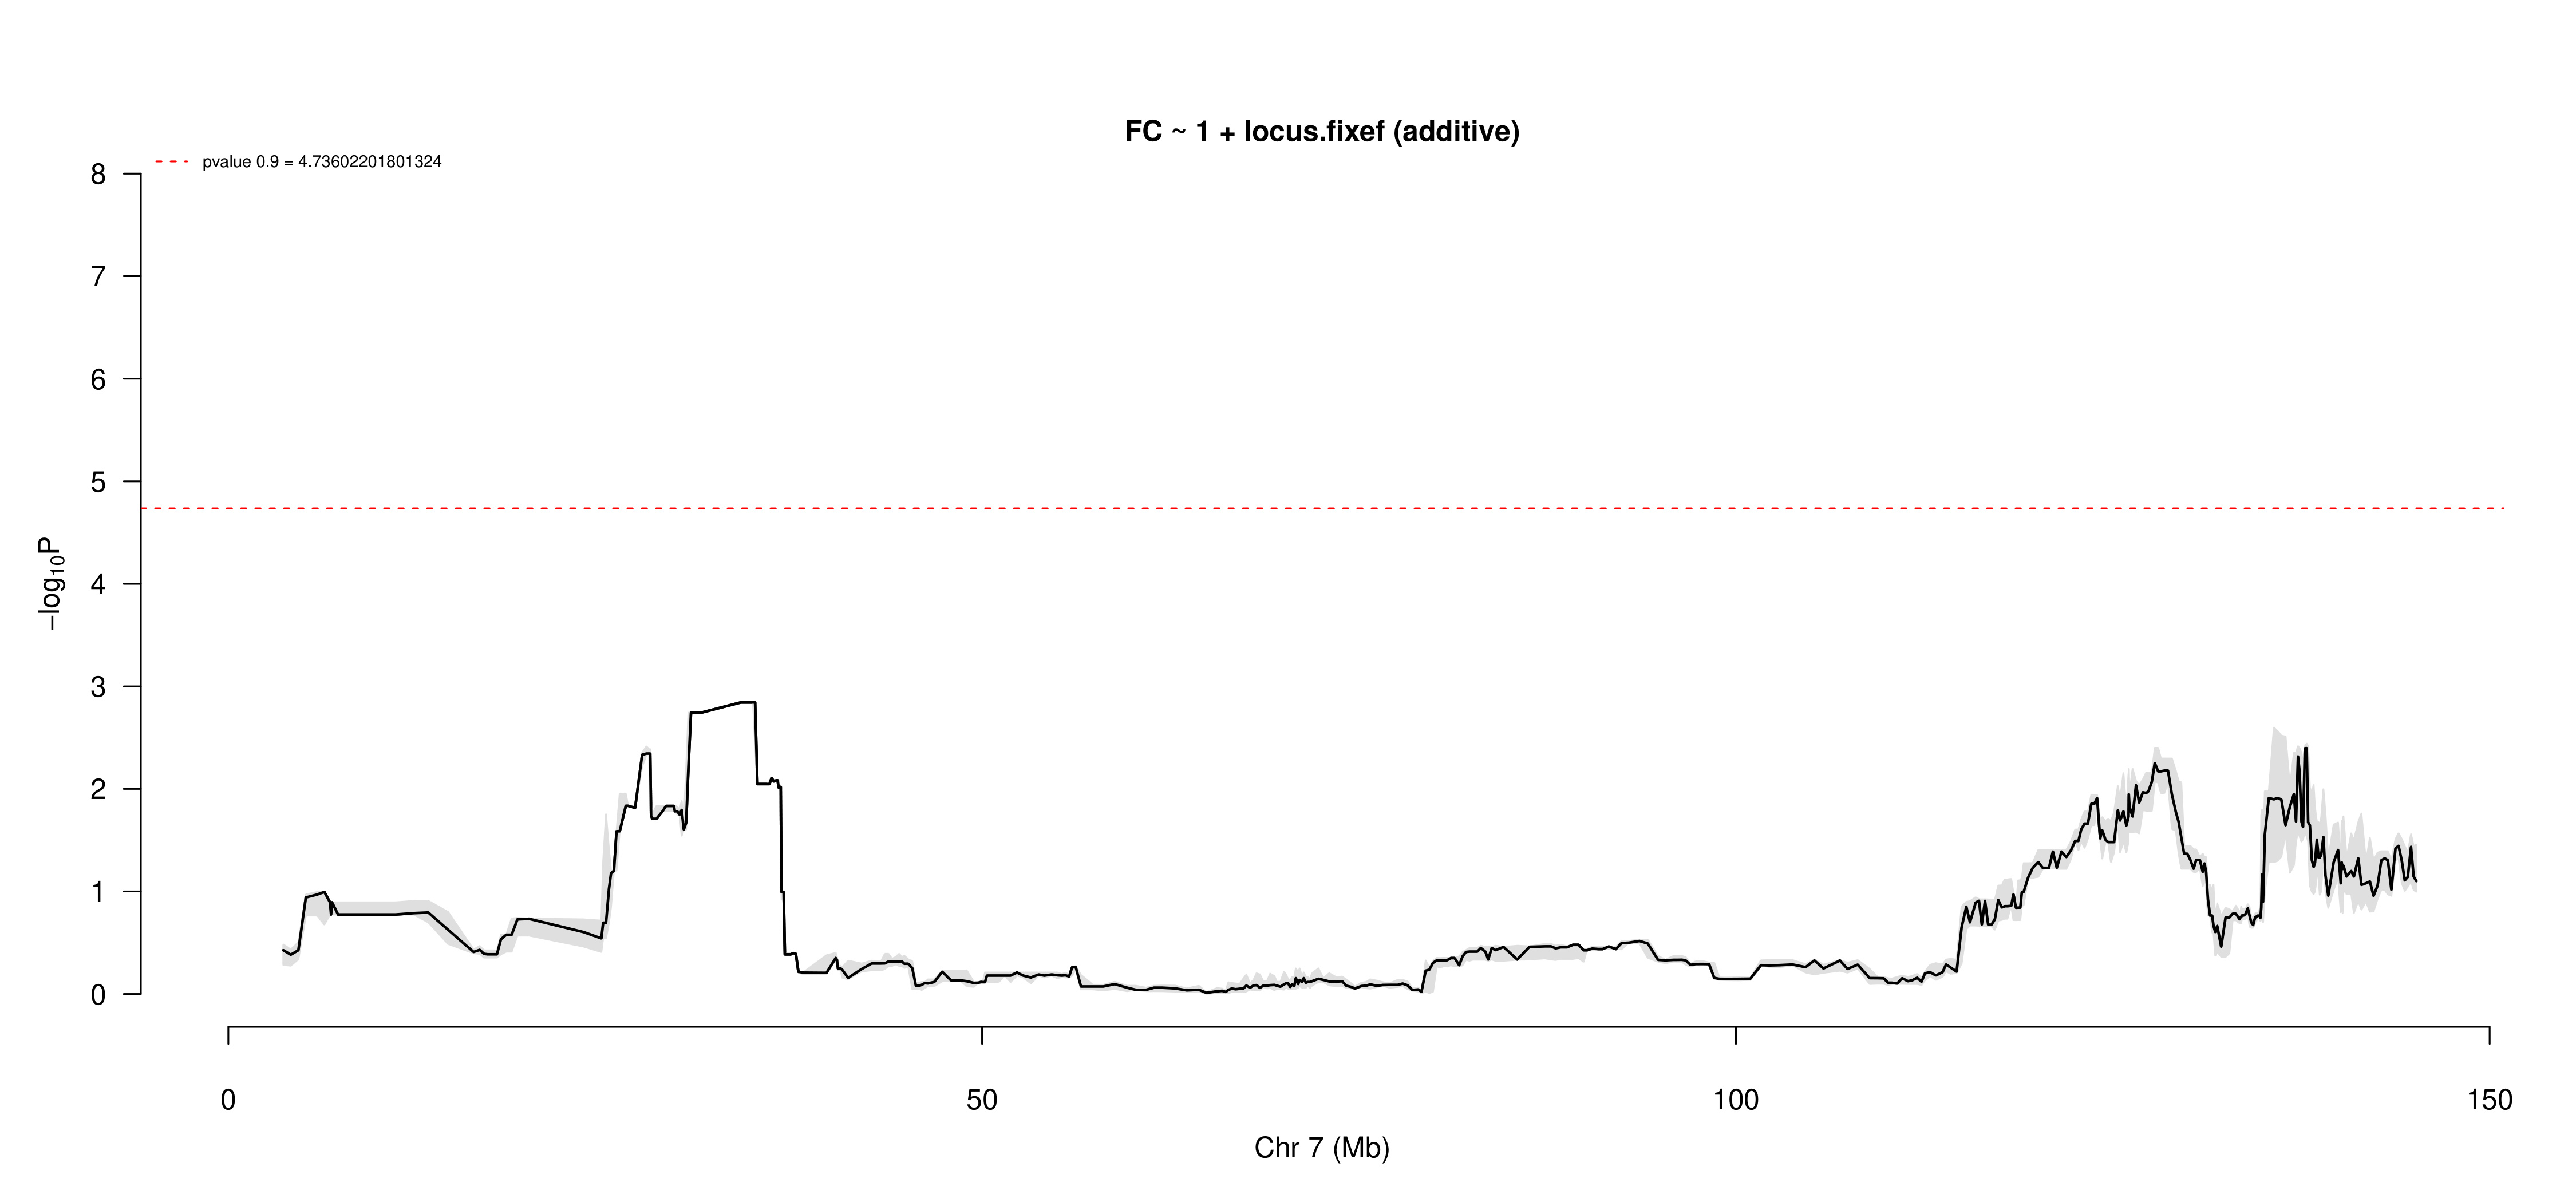 FC ~ 1 + locus.fixef (additive)
pvalue 0.9 = 4.73602201801324
8
7
6
5
4
3
2
1
0
−log10P
0 50 100 150
Chr 7 (Mb)